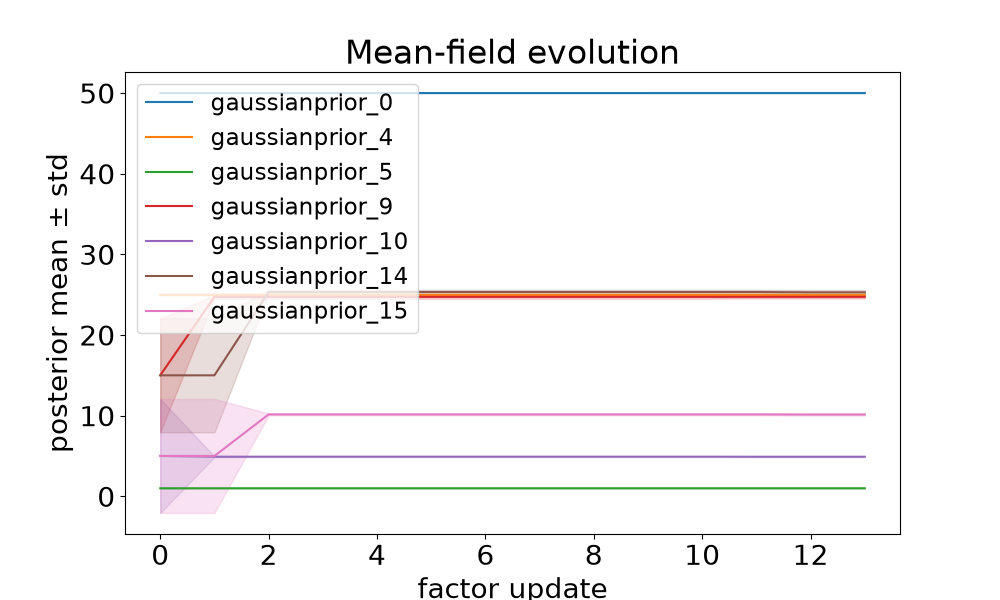 Mean-field evolution
posterior mean ± std
50
40
30
20
10
0
gaussianprior_0
gaussianprior_4
gaussianprior_5
gaussianprior_9
gaussianprior_10
gaussianprior_14
gaussianprior_15
0 2 4 6 8 10 12
factor update